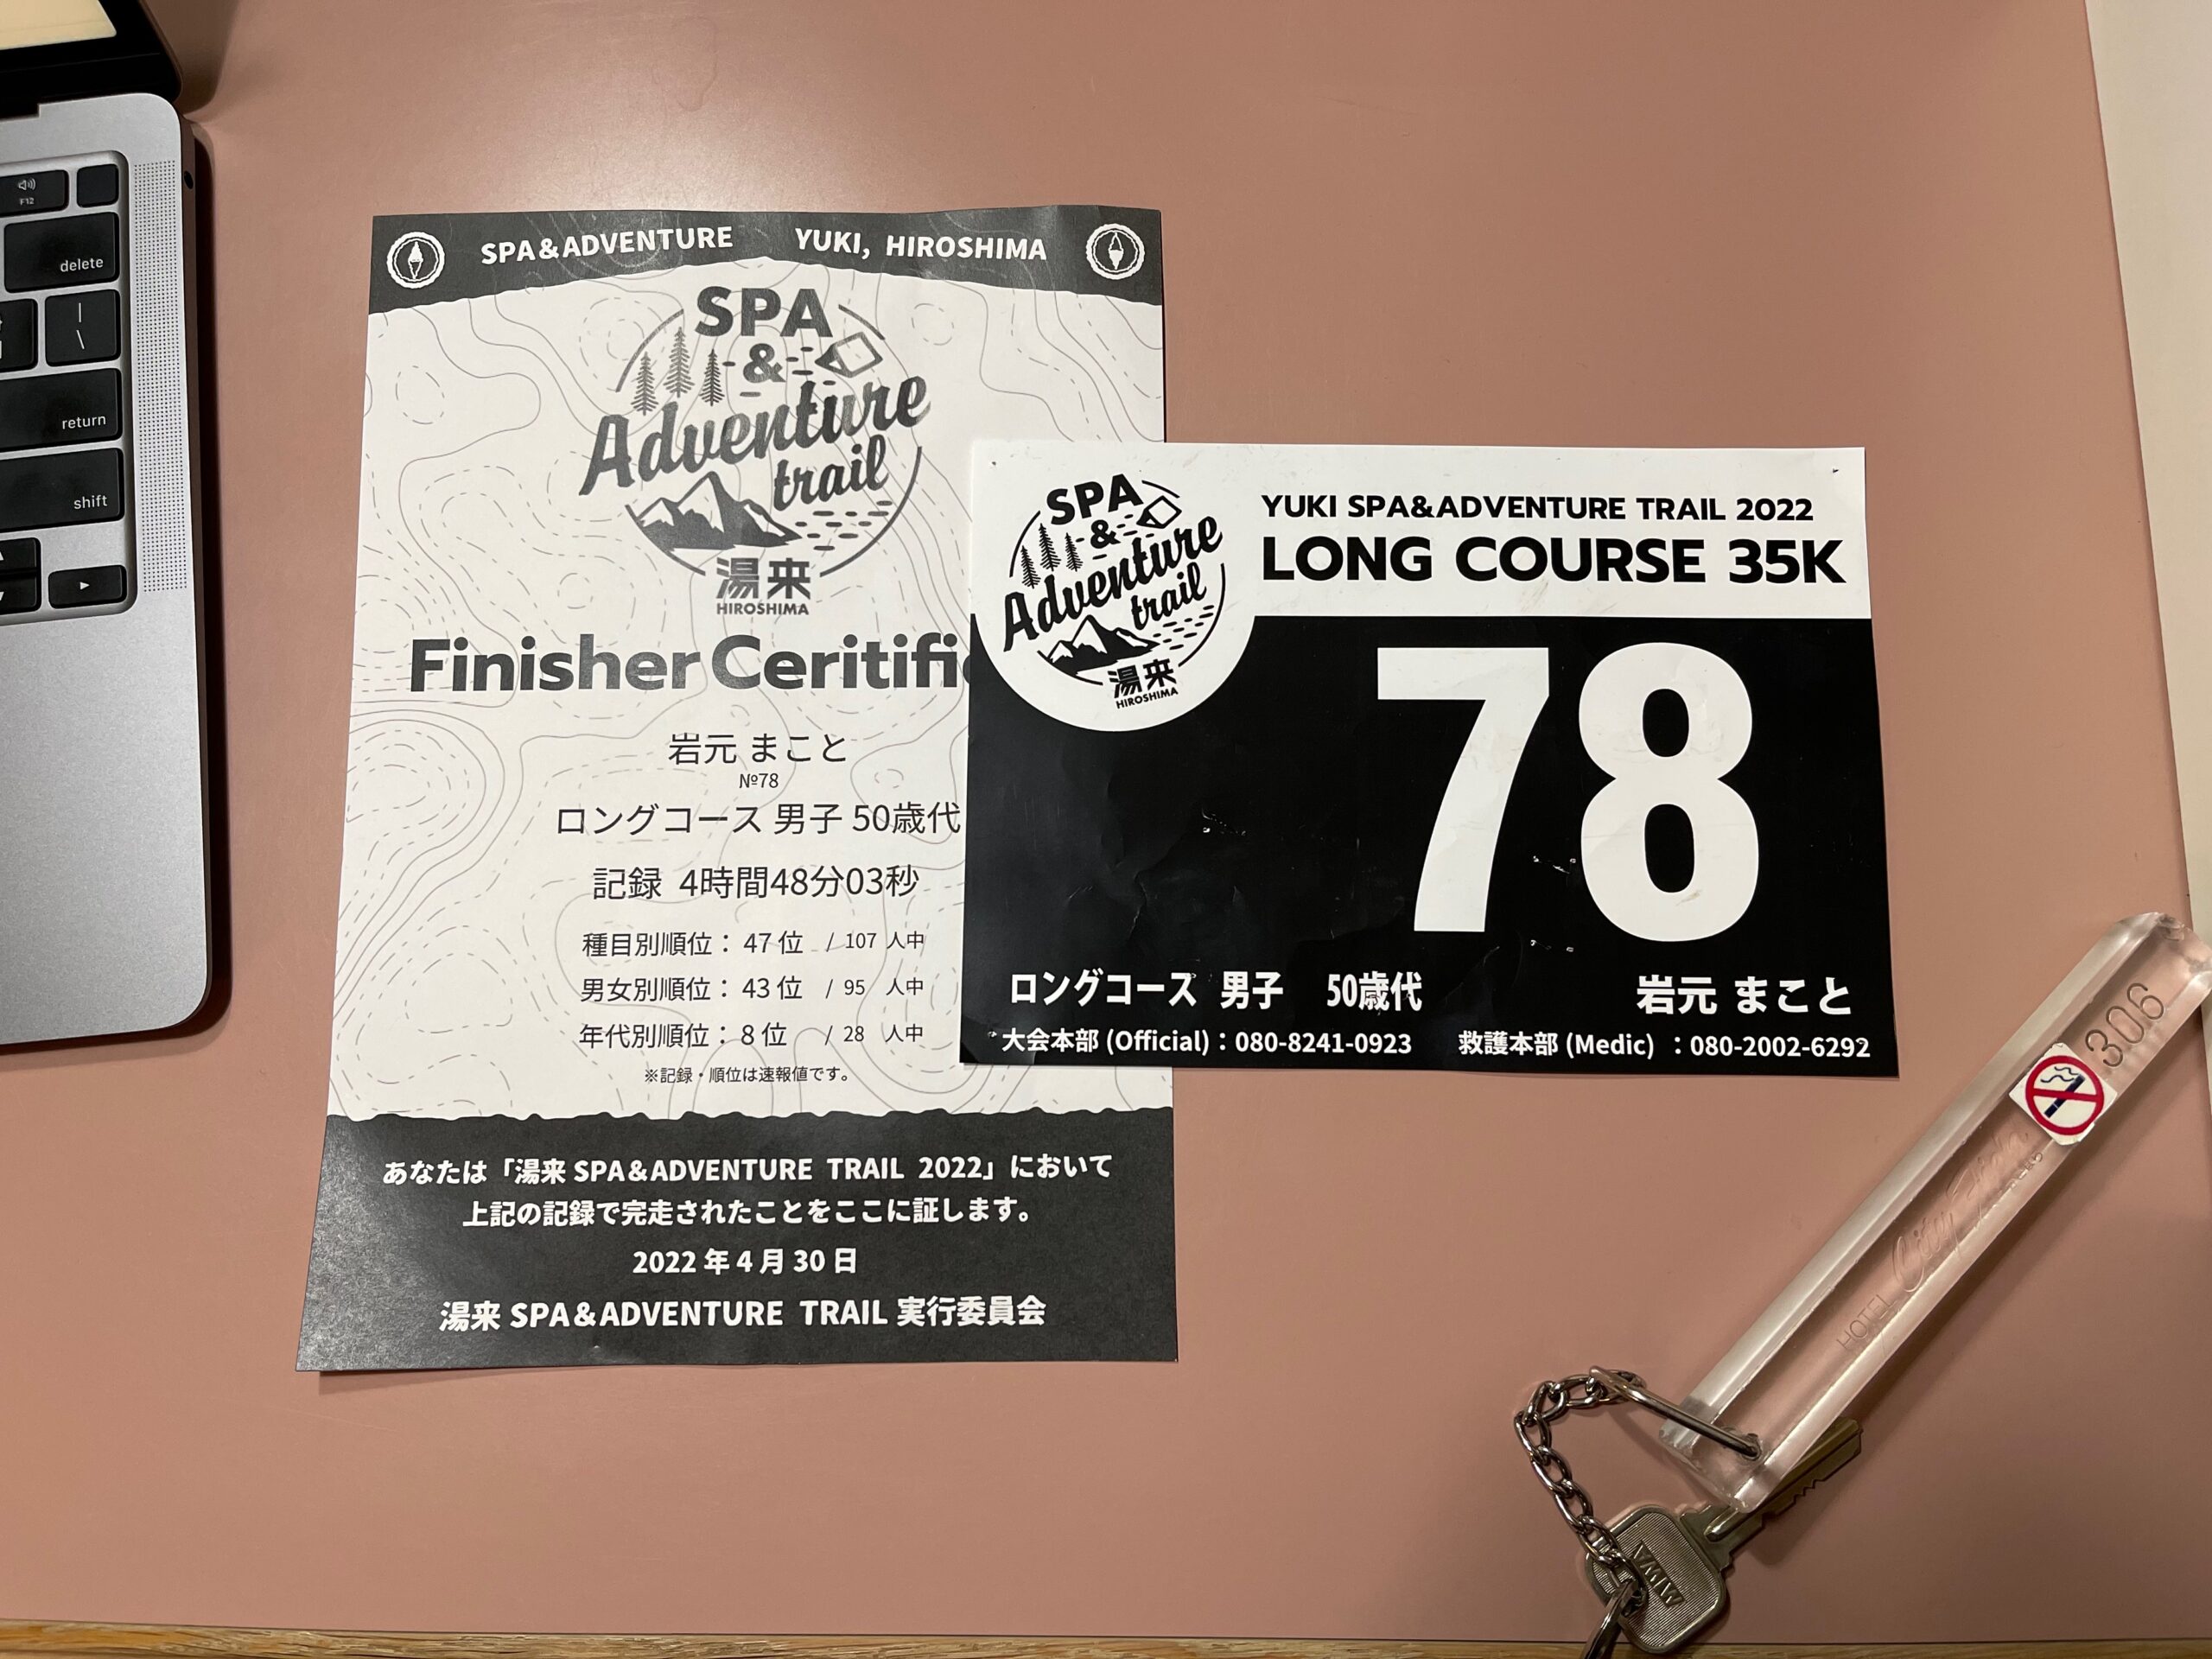 F12
delete
|
\
return
shift
SPA&ADVENTURE YUKI, HIROSHIMA
SPA
&
Adventure
trail
湯来
HIROSHIMA
Finisher Ceritific
岩元 まこと
№78
ロングコース 男子 50歳代
記録 4時間48分03秒
種目別順位： 47 位 / 107 人中
男女別順位： 43 位 / 95 人中
年代別順位： 8 位 / 28 人中
※記録・順位は速報値です。
あなたは「湯来 SPA&ADVENTURE TRAIL 2022」において
上記の記録で完走されたことをここに証します。
2022 年 4 月 30 日
湯来 SPA&ADVENTURE TRAIL 実行委員会
SPA
&
Adventure
trail
湯来
HIROSHIMA
YUKI SPA&ADVENTURE TRAIL 2022
LONG COURSE 35K
78
ロングコース 男子 50歳代 岩元 まこと
大会本部 (Official)：080-8241-0923 救護本部 (Medic) ：080-2002-6292
306
HOTEL City
MIWA